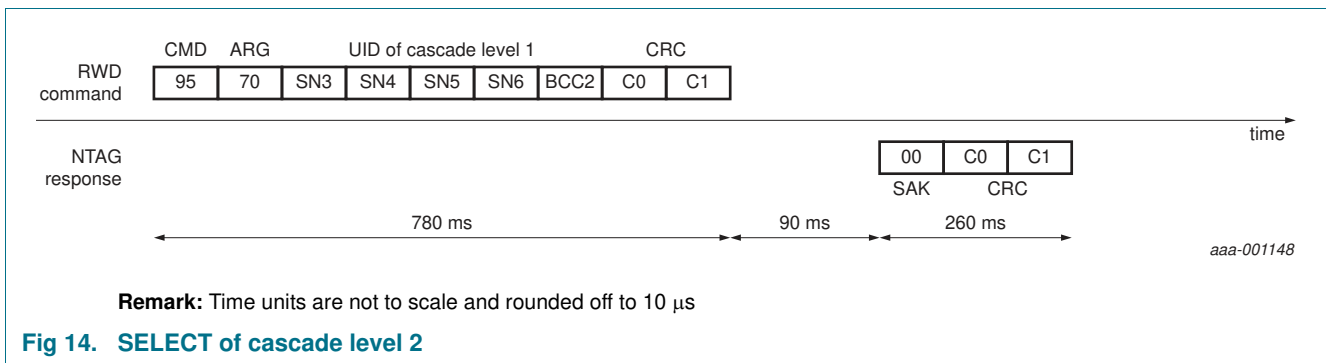 CMD ARG UID of cascade level 1 CRC
RWD command
95 70 SN3 SN4 SN5 SN6 BCC2 C0 C1
time
NTAG response
00 C0 C1
SAK CRC
780 ms 90 ms 260 ms
aaa-001148
Remark: Time units are not to scale and rounded off to 10 μs
Fig 14. SELECT of cascade level 2